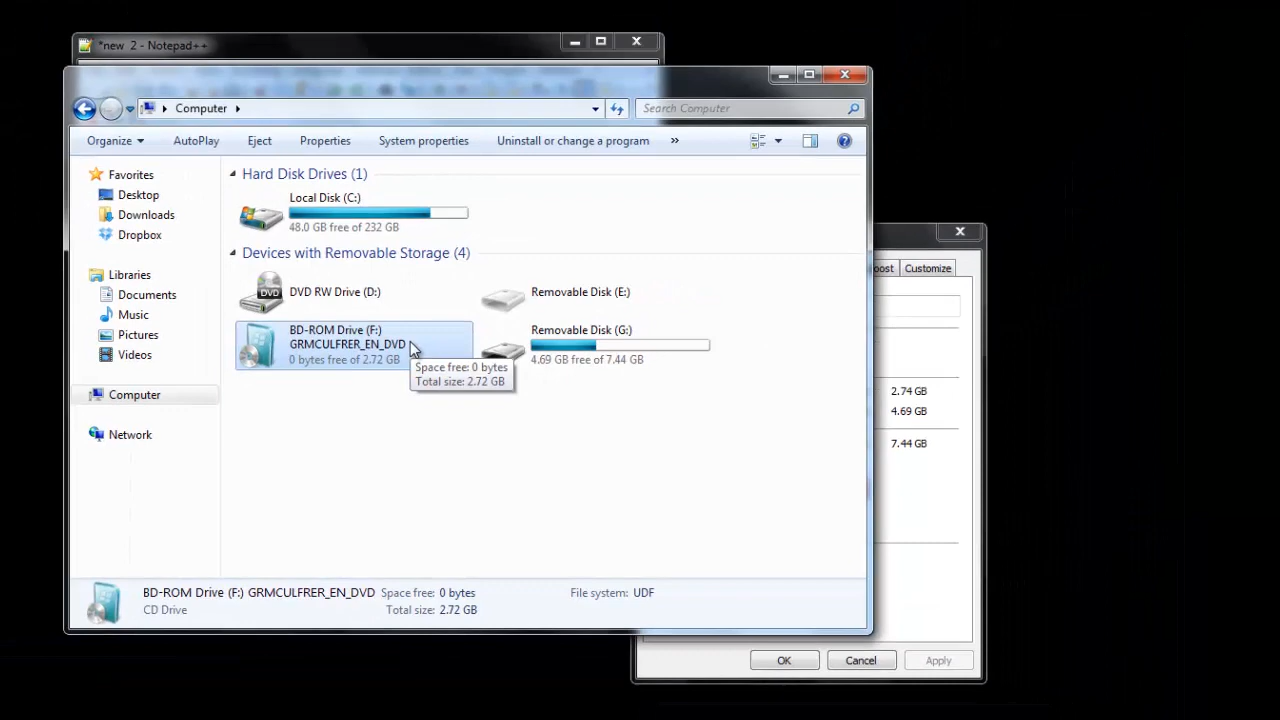 *new 2 - Notepad++
Computer
Search Computer
Organize AutoPlay Eject Properties System properties Uninstall or change a program »
Favorites
Desktop
Downloads
Dropbox
Libraries
Documents
Music
Pictures
Videos
Computer
Network
Hard Disk Drives (1)
Local Disk (C:)
48.0 GB free of 232 GB
Devices with Removable Storage (4)
DVD
DVD RW Drive (D:)
Removable Disk (E:)
BD-ROM Drive (F:)
GRMCULFRER_EN_DVD
0 bytes free of 2.72 GB
Removable Disk (G:)
4.69 GB free of 7.44 GB
Space free: 0 bytes
Total size: 2.72 GB
BD-ROM Drive (F:) GRMCULFRER_EN_DVD Space free: 0 bytes File system: UDF
CD Drive Total size: 2.72 GB
oost Customize
2.74 GB
4.69 GB
7.44 GB
OK Cancel Apply